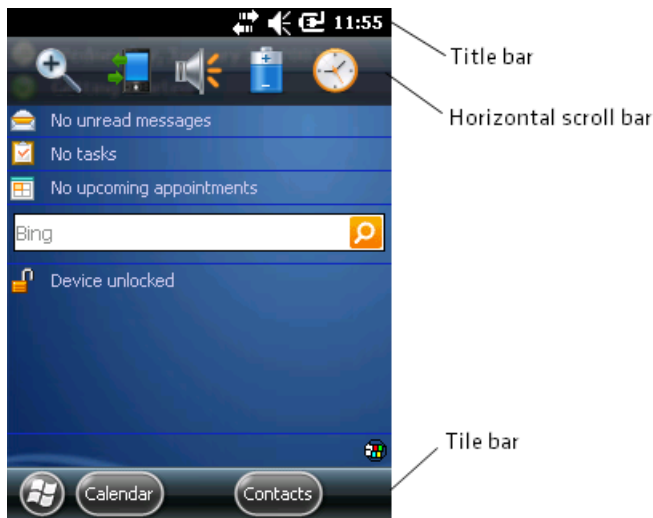 11:55
Title bar
Horizontal scroll bar
No unread messages
No tasks
No upcoming appointments
Bing
Device unlocked
Tile bar
Calendar
Contacts